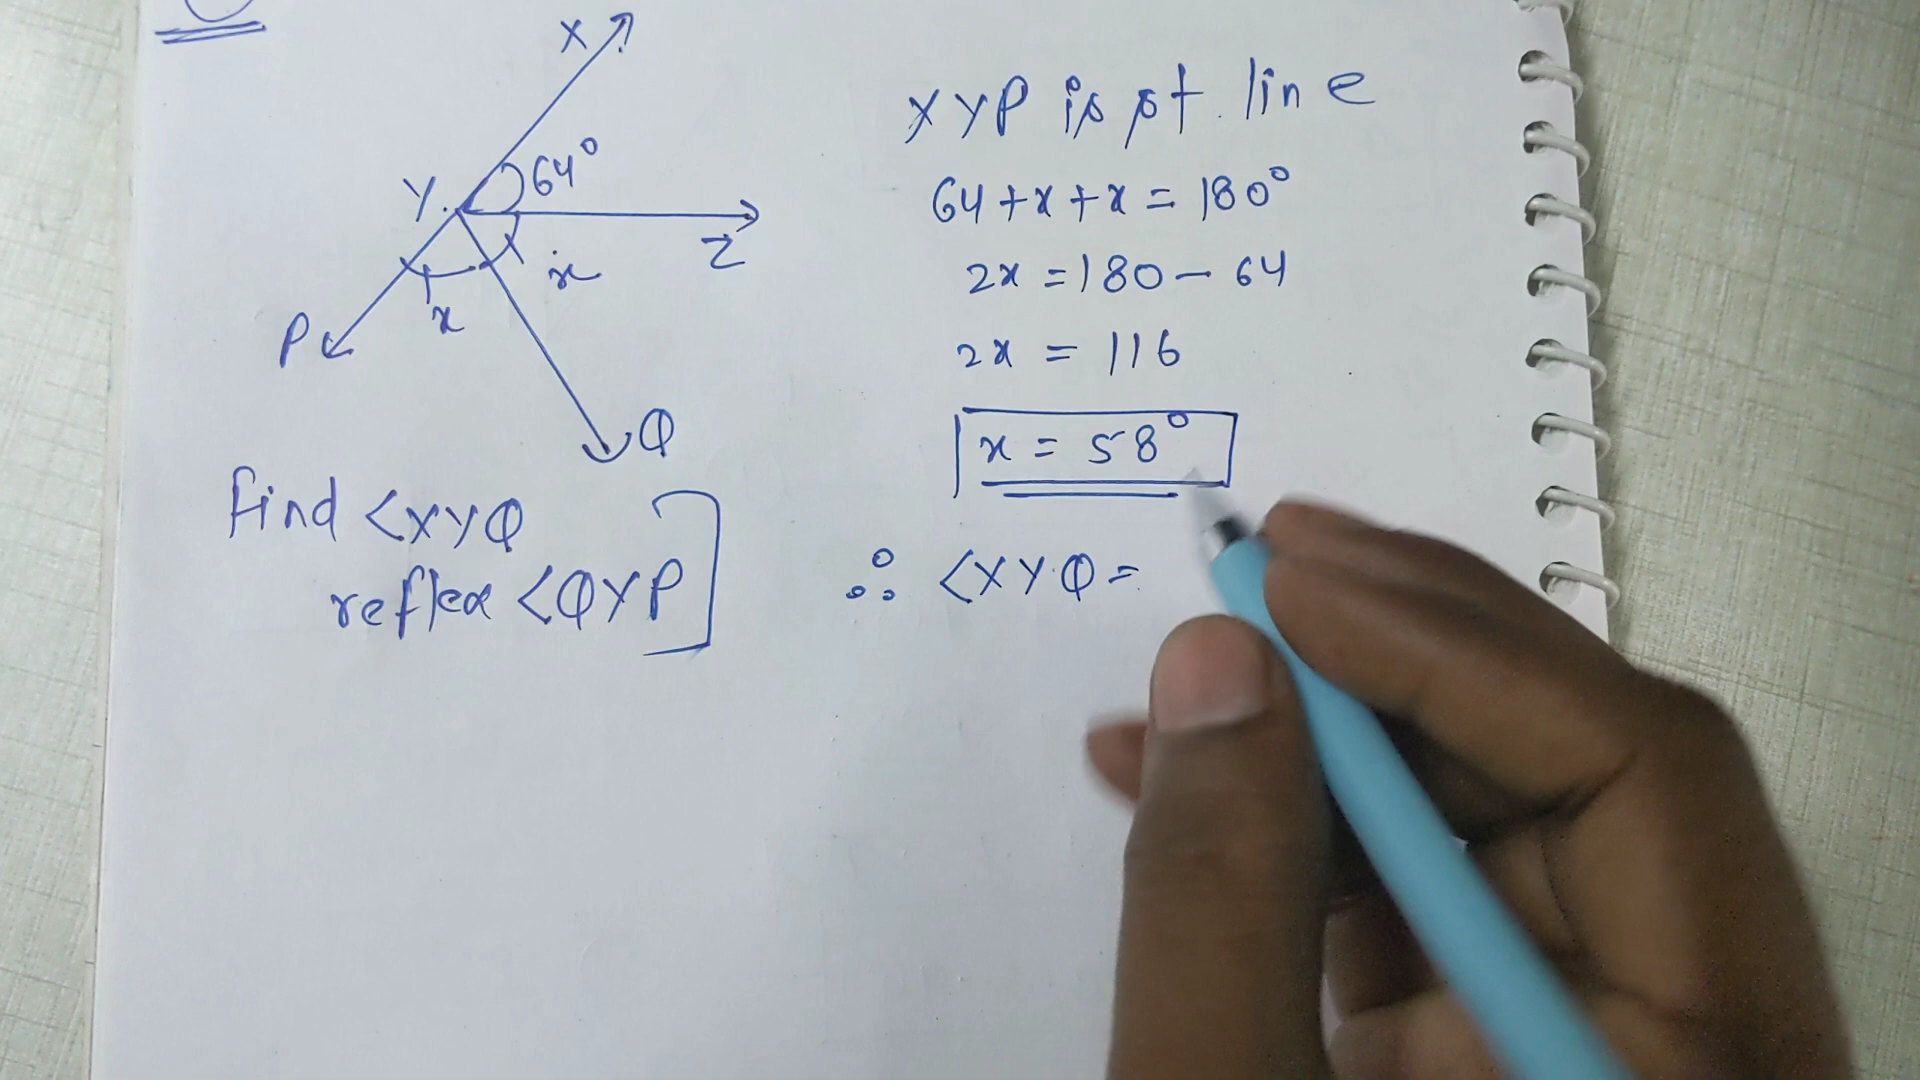 X
64°
Y.
Z
x
x
P
Q
find <XYQ
reflex <QYP
XYP is st. line
64+x+x=180°
2x=180-64
2x = 116
x = 58°
∴ <XYQ=